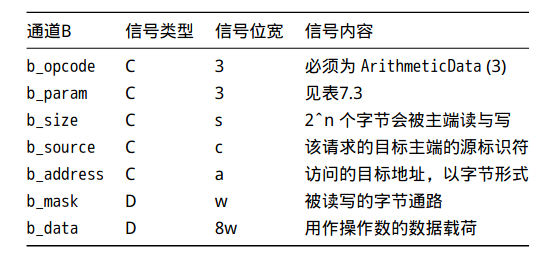 通道B 信号类型 信号位宽 信号内容
b_opcode C 3 必须为 ArithmeticData (3)
b_param C 3 见表7.3
b_size C s 2^n 个字节会被主端读与写
b_source C c 该请求的目标主端的源标识符
b_address C a 访问的目标地址，以字节形式
b_mask D w 被读写的字节通路
b_data D 8w 用作操作数的数据载荷